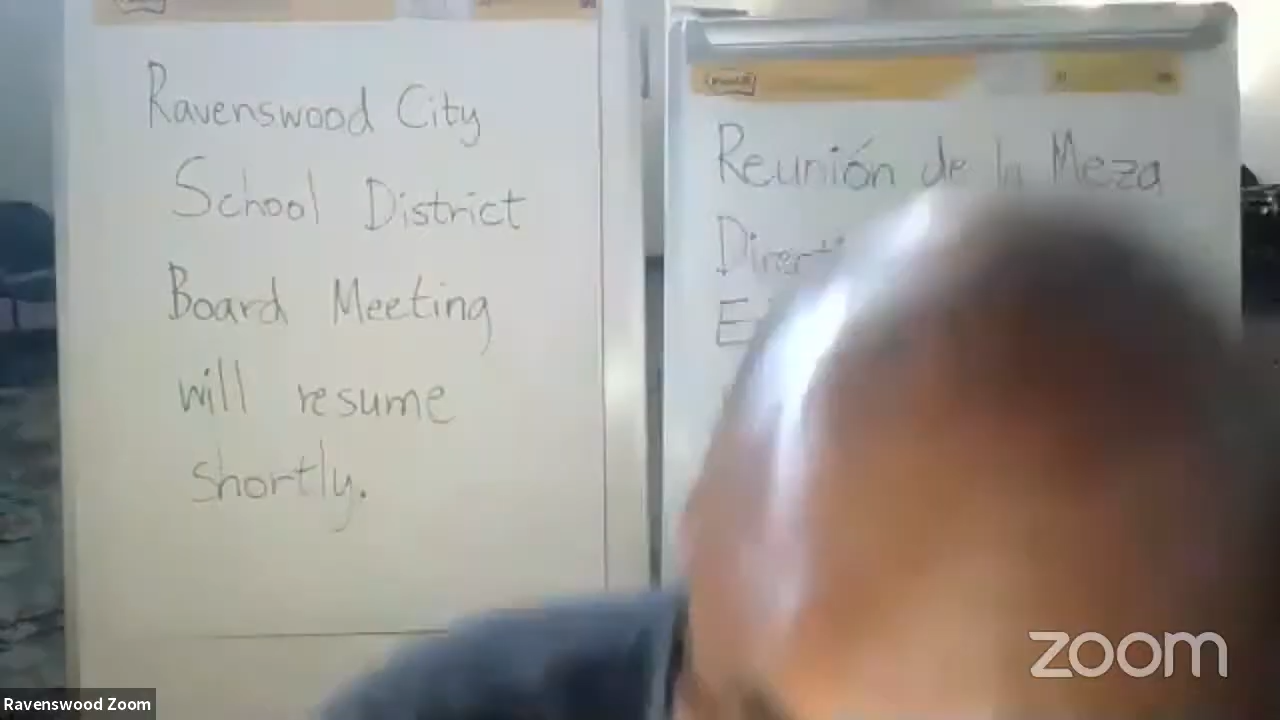 Ravenswood City
School District
Board Meeting
will resume
shortly.
Reunión de la Meza
zoom
Ravenswood Zoom